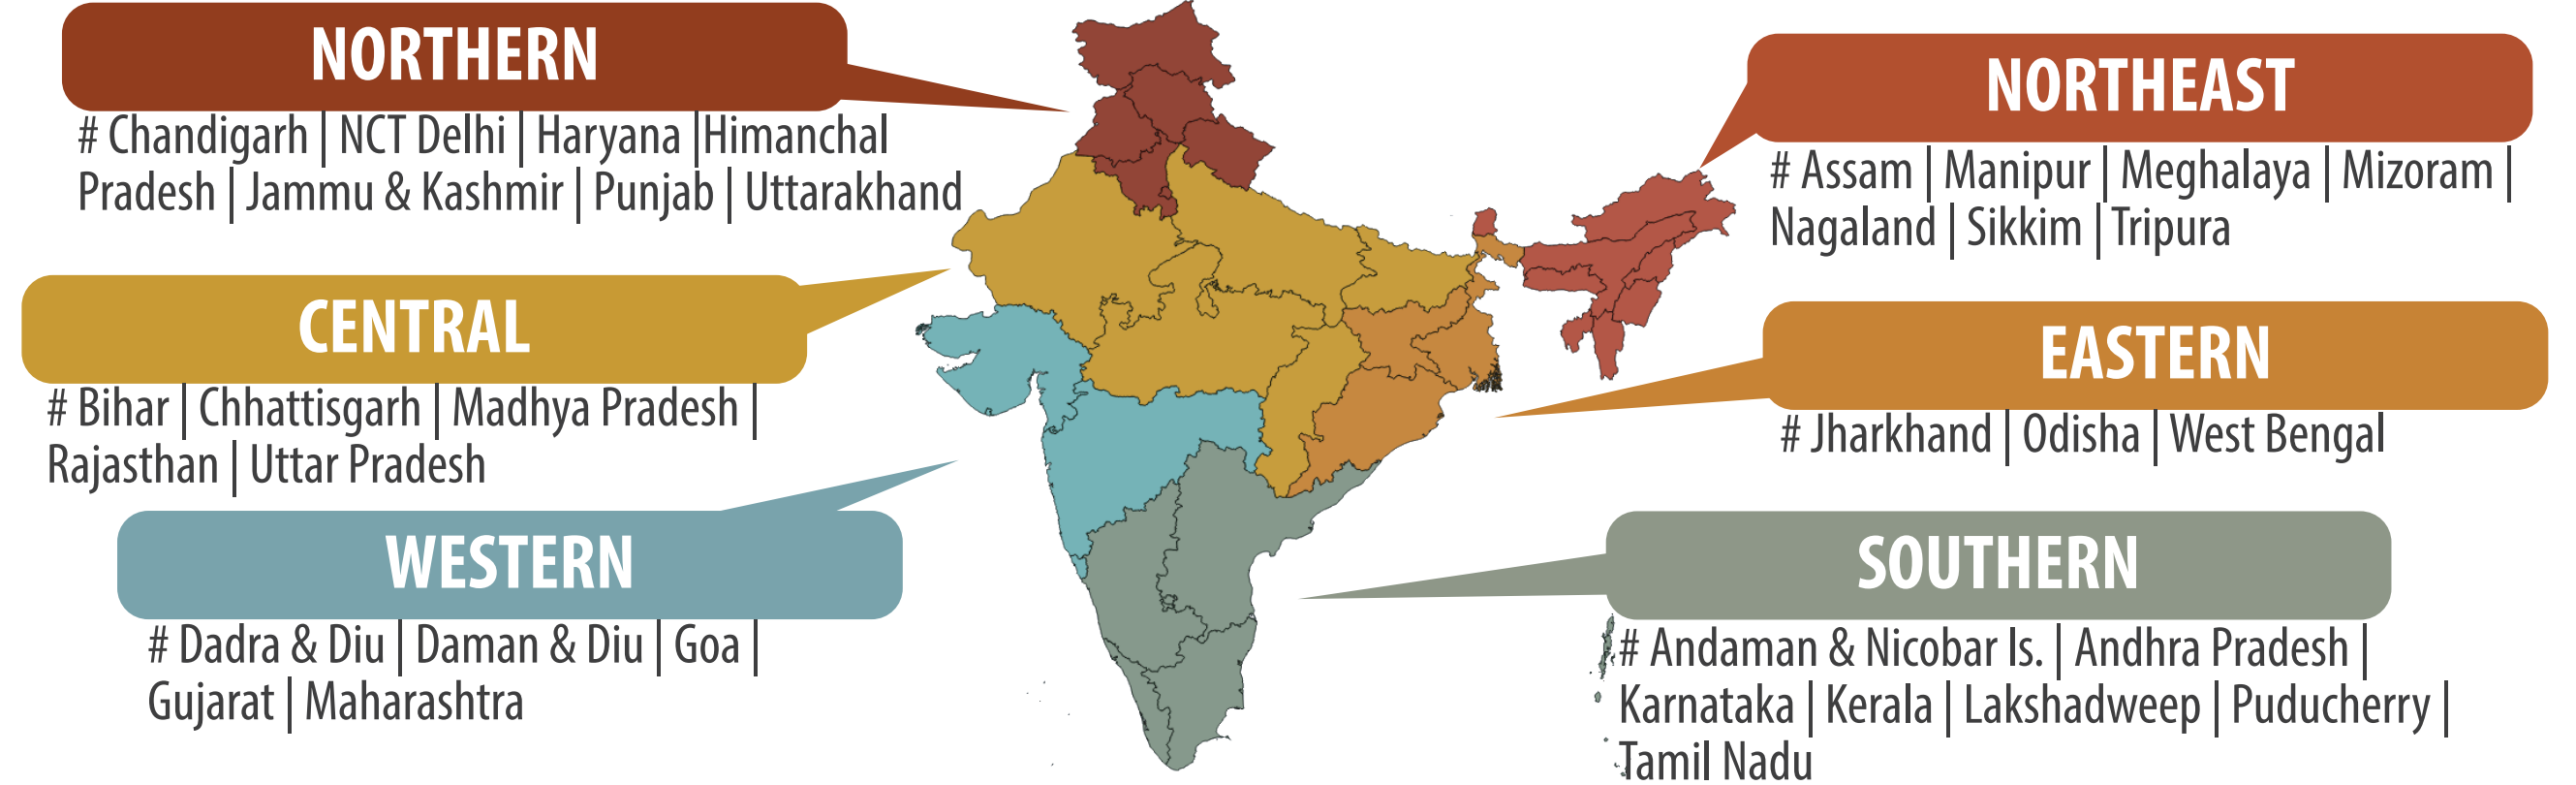 NORTHERN
# Chandigarh | NCT Delhi | Haryana |Himanchal
Pradesh | Jammu & Kashmir | Punjab | Uttarakhand
CENTRAL
# Bihar | Chhattisgarh | Madhya Pradesh |
Rajasthan | Uttar Pradesh
WESTERN
# Dadra & Diu | Daman & Diu | Goa |
Gujarat | Maharashtra
NORTHEAST
# Assam | Manipur | Meghalaya | Mizoram |
Nagaland | Sikkim | Tripura
EASTERN
# Jharkhand | Odisha | West Bengal
SOUTHERN
# Andaman & Nicobar Is. | Andhra Pradesh |
Karnataka | Kerala | Lakshadweep | Puducherry |
Tamil Nadu